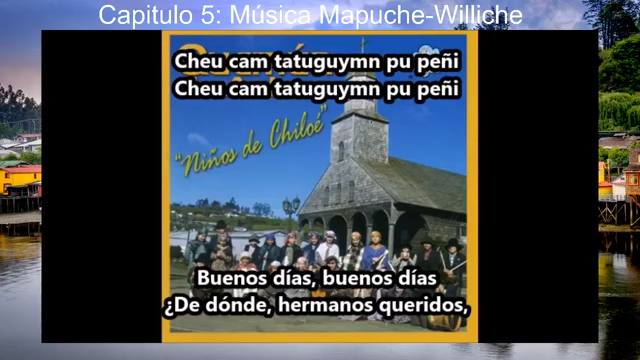 Capitulo 5: Música Mapuche-Williche
Cheu cam tatuguymn pu peñi
Cheu cam tatuguymn pu peñi
"Niños de Chiloé"
Buenos días, buenos días
¿De dónde, hermanos queridos,